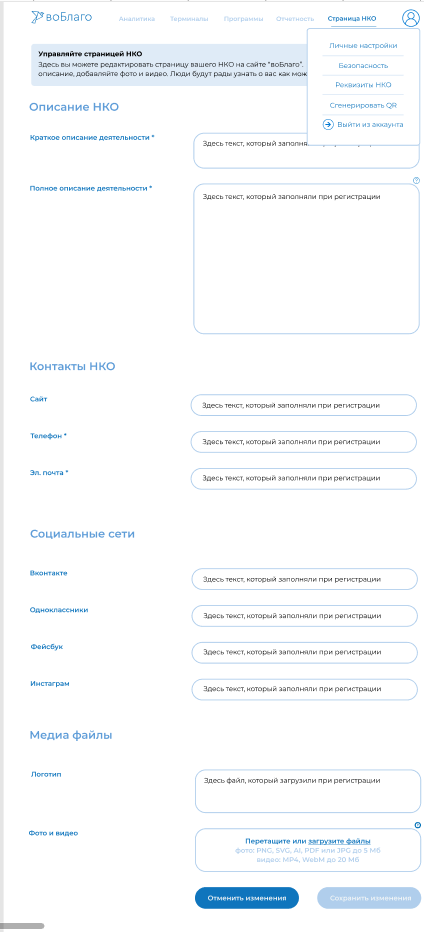 воБлаго
Аналитика Терминалы Программы Отчетность Страница НКО
Личные настройки
Безопасность
Реквизиты НКО
Сгенерировать QR
Выйти из аккаунта
Управляйте страницей НКО
Здесь вы можете редактировать страницу вашего НКО на сайте "воБлаго".
описание, добавляйте фото и видео. Люди будут рады узнать о вас как
Описание НКО
Краткое описание деятельности *
Здесь текст, который
Полное описание деятельности *
Здесь текст, который заполняли при регистрации
Контакты НКО
Сайт
Здесь текст, который заполняли при регистрации
Телефон *
Здесь текст, который заполняли при регистрации
Эл. почта *
Здесь текст, который заполняли при регистрации
Социальные сети
Вконтакте
Здесь текст, который заполняли при регистрации
Одноклассники
Здесь текст, который заполняли при регистрации
Фейсбук
Здесь текст, который заполняли при регистрации
Инстаграм
Здесь текст, который заполняли при регистрации
Медиа файлы
Логотип
Здесь файл, который загрузили при регистрации
Фото и видео
Перетащите или загрузите файлы
фото: PNG, SVG, AI, PDF или JPG до 5 Мб
видео: MP4, WebM до 20 Мб
Отменить изменения
Сохранить изменения